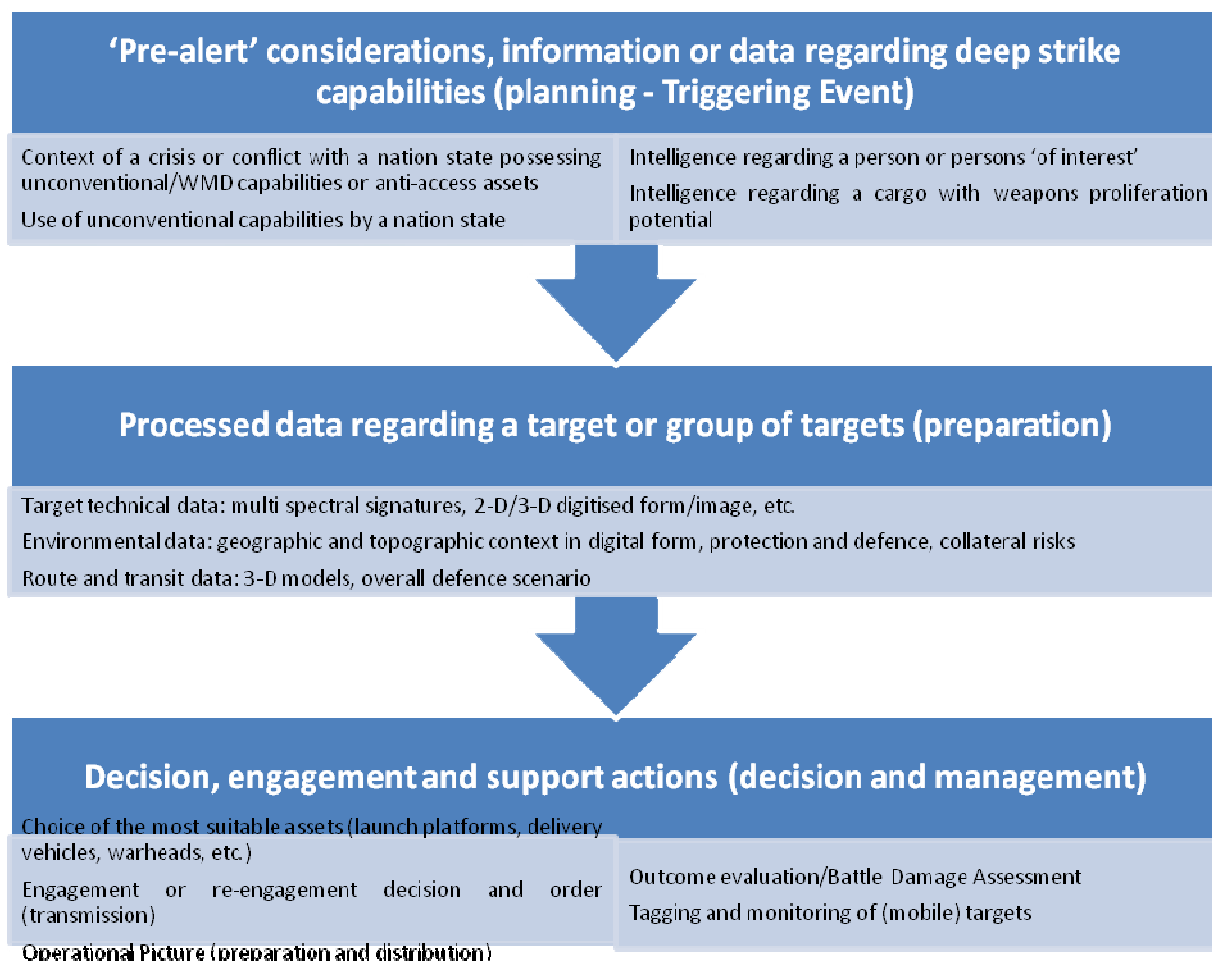 ‘Pre-alert’ considerations, information or data regarding deep strike
capabilities (planning - Triggering Event)
Context of a crisis or conflict with a nation state possessing
unconventional/WMD capabilities or anti-access assets
Use of unconventional capabilities by a nation state
Intelligence regarding a person or persons ‘of interest’
Intelligence regarding a cargo with weapons proliferation
potential
Processed data regarding a target or group of targets (preparation)
Target technical data: multi spectral signatures, 2-D/3-D digitised form/image, etc.
Environmental data: geographic and topographic context in digital form, protection and defence, collateral risks
Route and transit data: 3-D models, overall defence scenario
Decision, engagement and support actions (decision and management)
Choice of the most suitable assets (launch platforms, delivery
vehicles, warheads, etc.)
Engagement or re-engagement decision and order
(transmission)
Operational Picture (preparation and distribution)
Outcome evaluation/Battle Damage Assessment
Tagging and monitoring of (mobile) targets